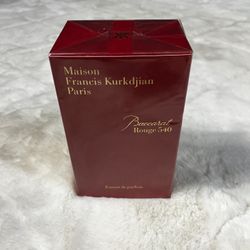 Maison
Francis Kurkdjian
Paris
Baccarat
Rouge 540
Extrait de parfum